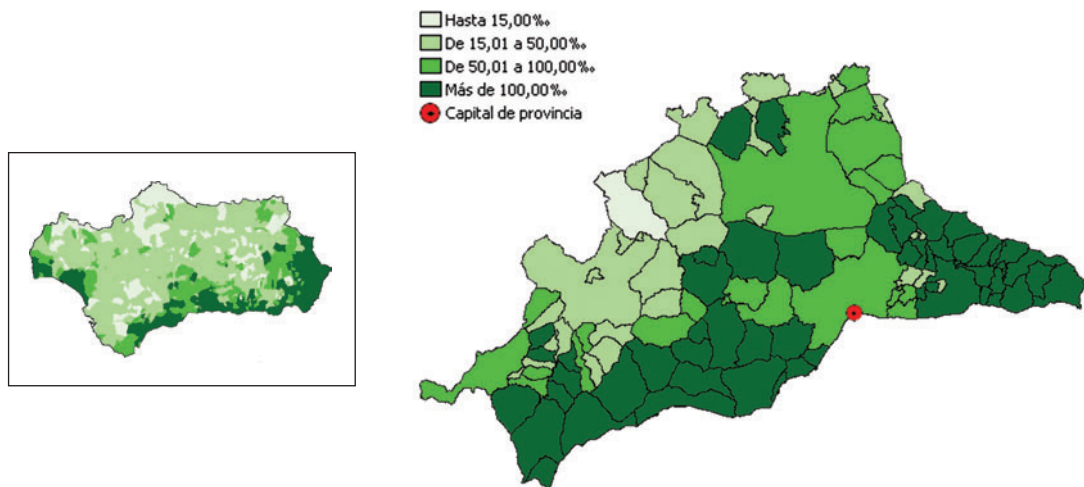 Hasta 15,00‰
De 15,01 a 50,00‰
De 50,01 a 100,00‰
Más de 100,00‰
Capital de provincia